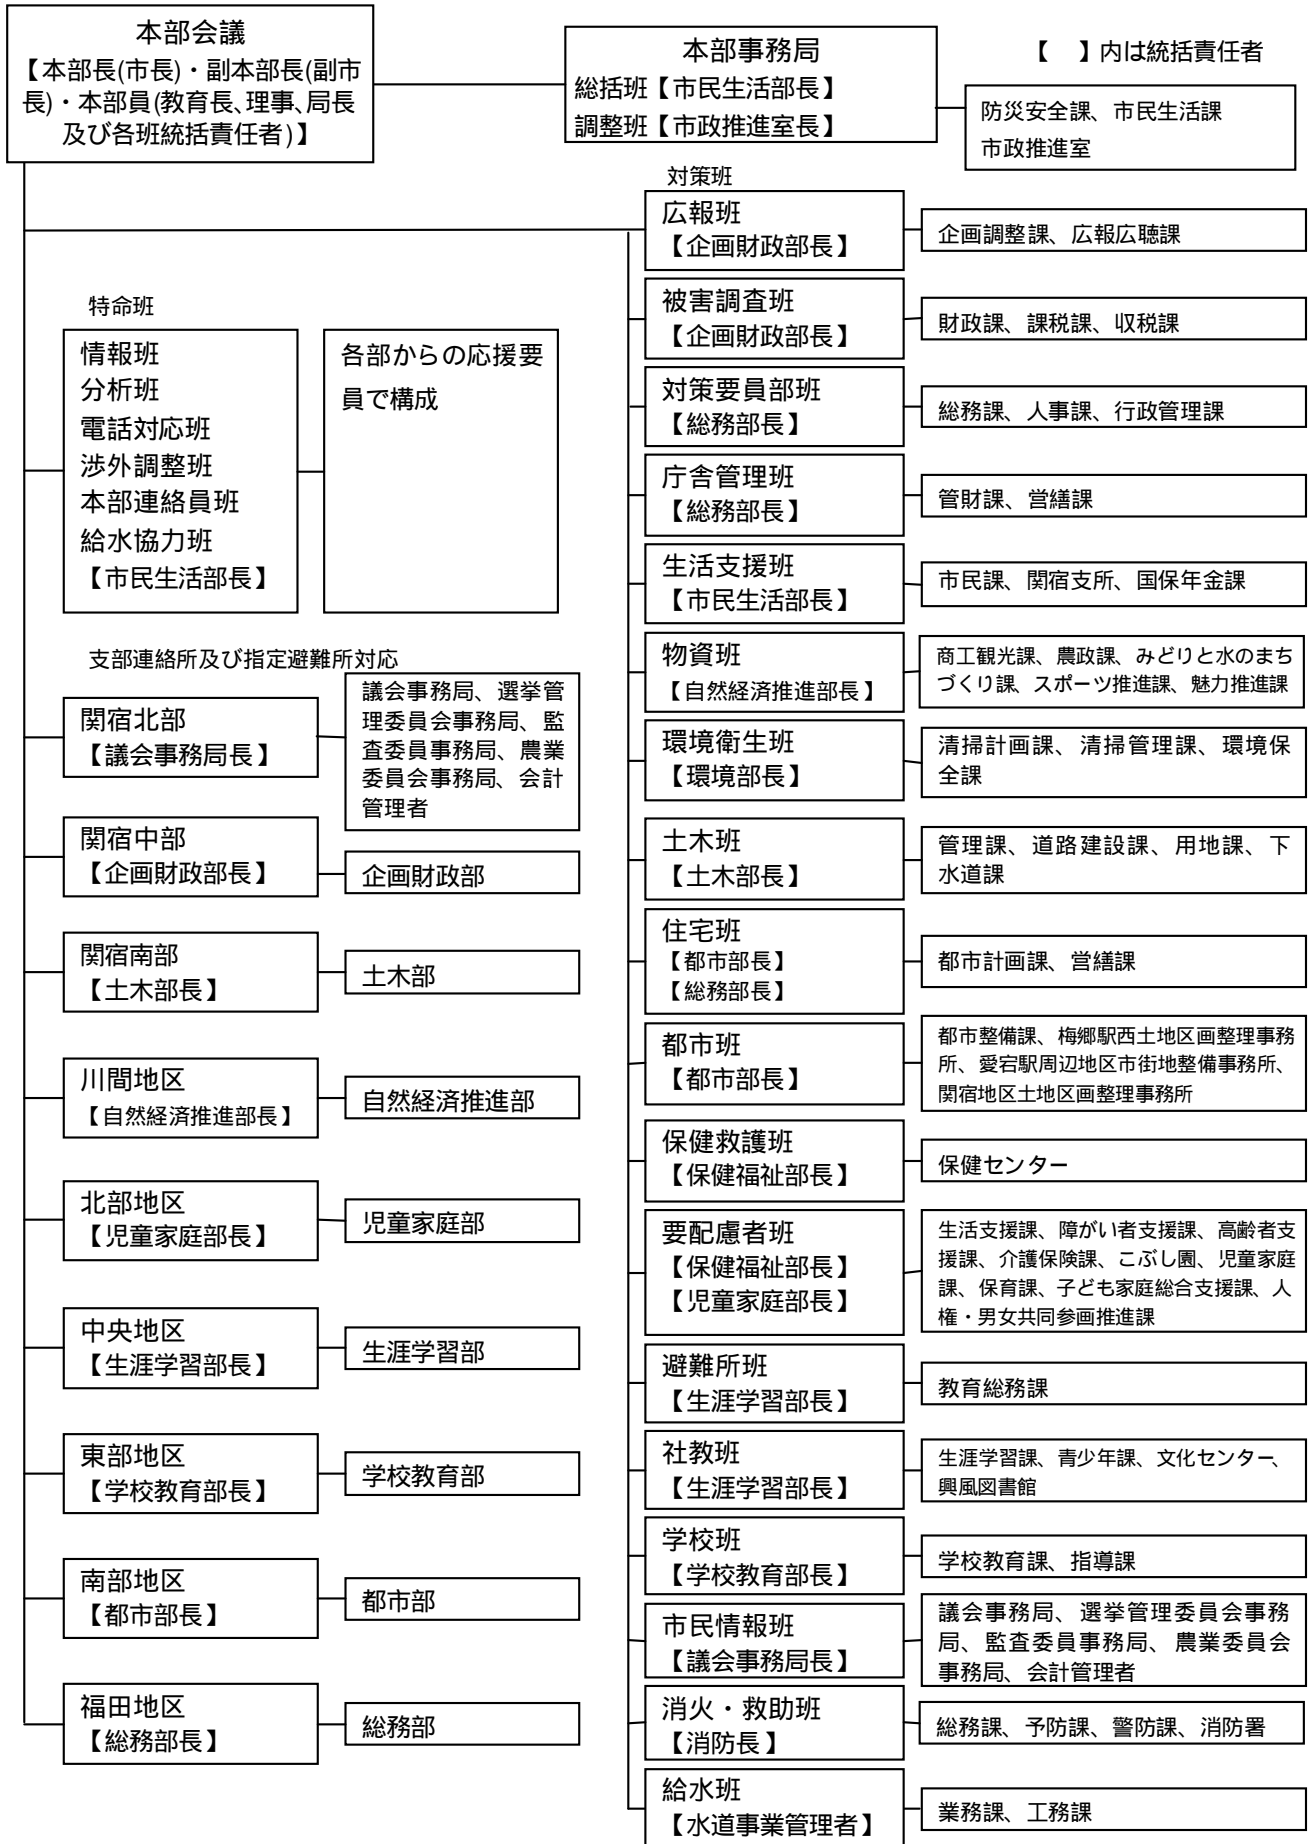 本部会議
【本部長(市長)・副本部長(副市
長)・本部員(教育長、理事、局長
及び各班統括責任者)】
本部事務局
総括班【市民生活部長】
調整班【市政推進室長】
【　】内は統括責任者
防災安全課、市民生活課
市政推進室
特命班
情報班
分析班
電話対応班
渉外調整班
本部連絡員班
給水協力班
【市民生活部長】
各部からの応援要
員で構成
支部連絡所及び指定避難所対応
関宿北部
【議会事務局長】
議会事務局、選挙管
理委員会事務局、監
査委員事務局、農業
委員会事務局、会計
管理者
関宿中部
【企画財政部長】
企画財政部
関宿南部
【土木部長】
土木部
川間地区
【自然経済推進部長】
自然経済推進部
北部地区
【児童家庭部長】
児童家庭部
中央地区
【生涯学習部長】
生涯学習部
東部地区
【学校教育部長】
学校教育部
南部地区
【都市部長】
都市部
福田地区
【総務部長】
総務部
対策班
広報班
【企画財政部長】
企画調整課、広報広聴課
被害調査班
【企画財政部長】
財政課、課税課、収税課
対策要員部班
【総務部長】
総務課、人事課、行政管理課
庁舎管理班
【総務部長】
管財課、営繕課
生活支援班
【市民生活部長】
市民課、関宿支所、国保年金課
物資班
【自然経済推進部長】
商工観光課、農政課、みどりと水のまち
づくり課、スポーツ推進課、魅力推進課
環境衛生班
【環境部長】
清掃計画課、清掃管理課、環境保
全課
土木班
【土木部長】
管理課、道路建設課、用地課、下
水道課
住宅班
【都市部長】
【総務部長】
都市計画課、営繕課
都市班
【都市部長】
都市整備課、梅郷駅西土地区画整理事務
所、愛宕駅周辺地区市街地整備事務所、
関宿地区土地区画整理事務所
保健救護班
【保健福祉部長】
保健センター
要配慮者班
【保健福祉部長】
【児童家庭部長】
生活支援課、障がい者支援課、高齢者支
援課、介護保険課、こぶし園、児童家庭
課、保育課、子ども家庭総合支援課、人
権・男女共同参画推進課
避難所班
【生涯学習部長】
教育総務課
社教班
【生涯学習部長】
生涯学習課、青少年課、文化センター、
興風図書館
学校班
【学校教育部長】
学校教育課、指導課
市民情報班
【議会事務局長】
議会事務局、選挙管理委員会事務
局、監査委員事務局、農業委員会
事務局、会計管理者
消火・救助班
【消防長】
総務課、予防課、警防課、消防署
給水班
【水道事業管理者】
業務課、工務課